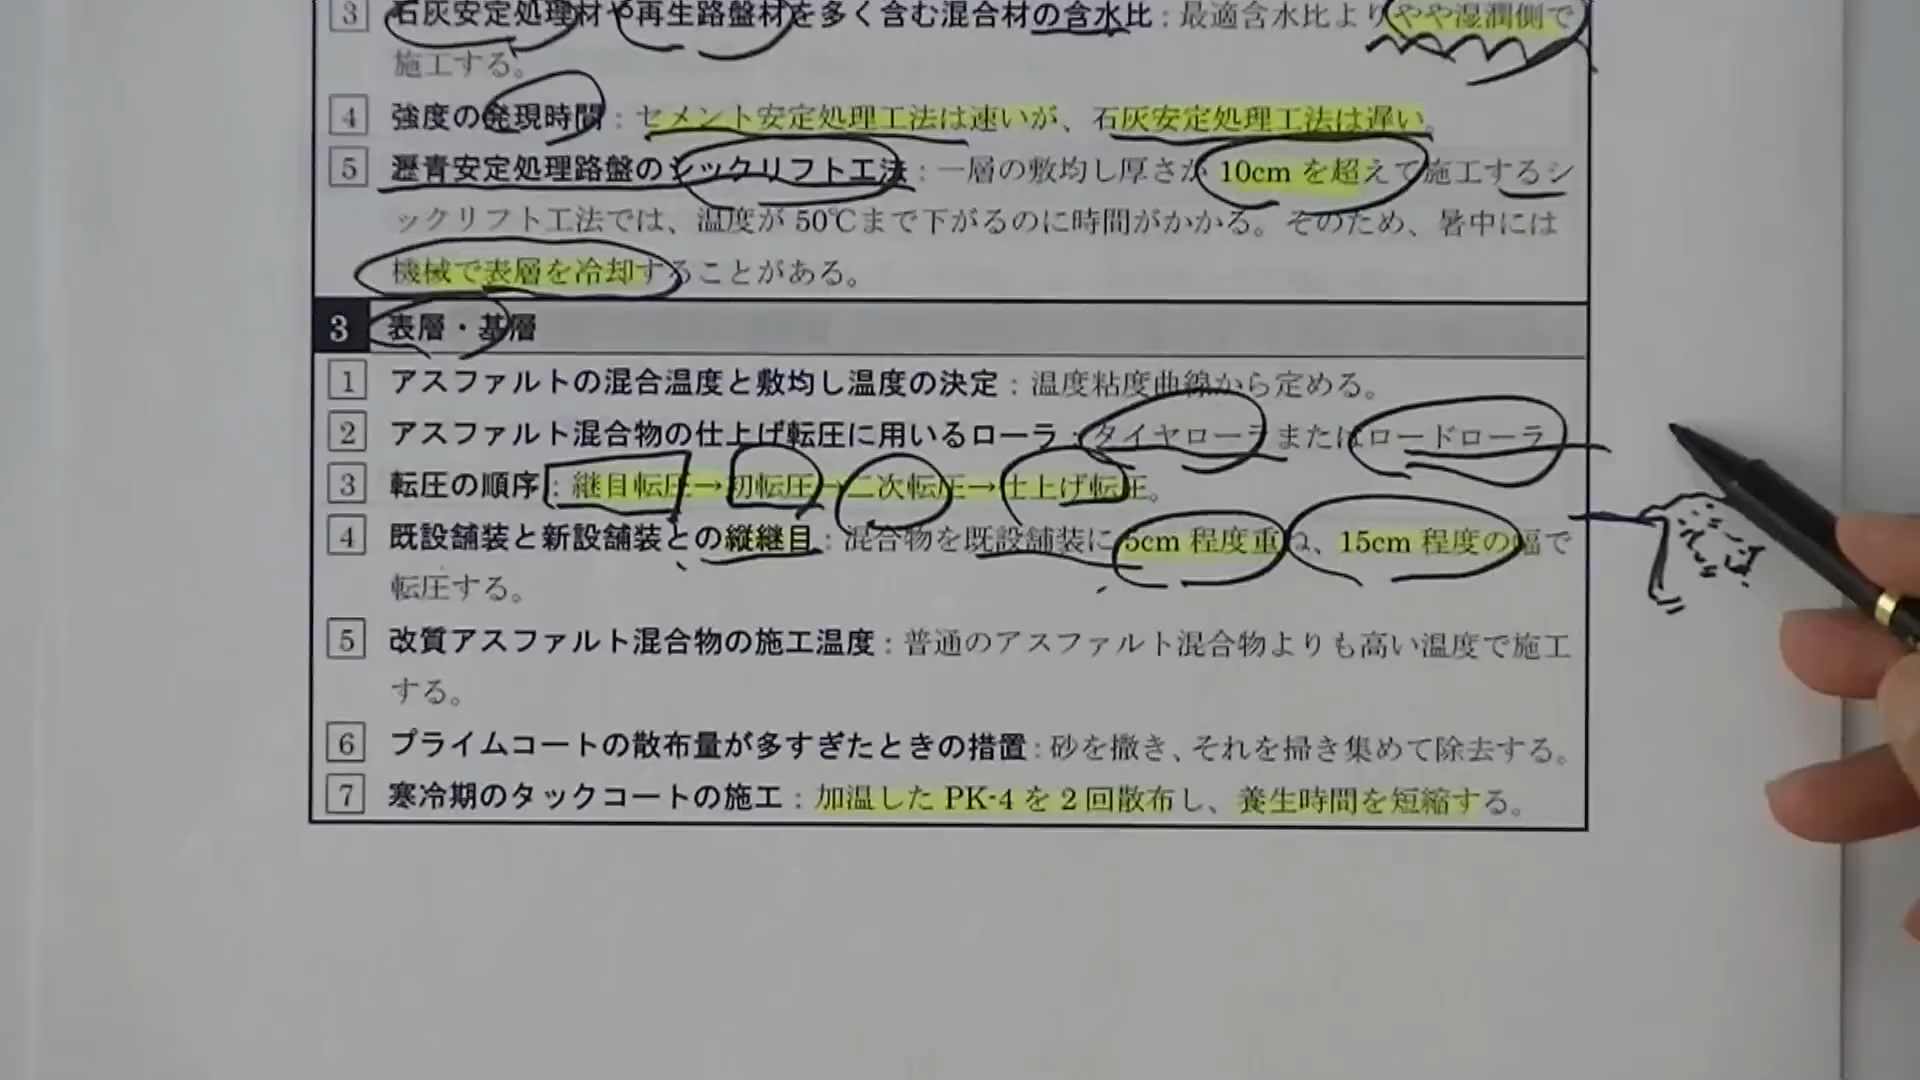 3 石灰安定処理材や再生路盤材を多く含む混合材の含水比：最適含水比よりやや湿潤側で
施工する。
4 強度の発現時間：セメント安定処理工法は速いが、石灰安定処理工法は遅い。
5 瀝青安定処理路盤のシックリフト工法：一層の敷均し厚さが 10cm を超えて施工するシ
ックリフト工法では、温度が 50℃まで下がるのに時間がかかる。そのため、暑中には
機械で表層を冷却することがある。
3 表層・基層
1 アスファルトの混合温度と敷均し温度の決定：温度粘度曲線から定める。
2 アスファルト混合物の仕上げ転圧に用いるローラ：タイヤローラまたはロードローラ
3 転圧の順序：継目転圧→初転圧→二次転圧→仕上げ転圧。
4 既設舗装と新設舗装との縦継目：混合物を既設舗装に 5cm 程度重ね、15cm 程度の幅で
転圧する。
5 改質アスファルト混合物の施工温度：普通のアスファルト混合物よりも高い温度で施工
する。
6 プライムコートの散布量が多すぎたときの措置：砂を撒き、それを掃き集めて除去する。
7 寒冷期のタックコートの施工：加温した PK-4 を 2 回散布し、養生時間を短縮する。